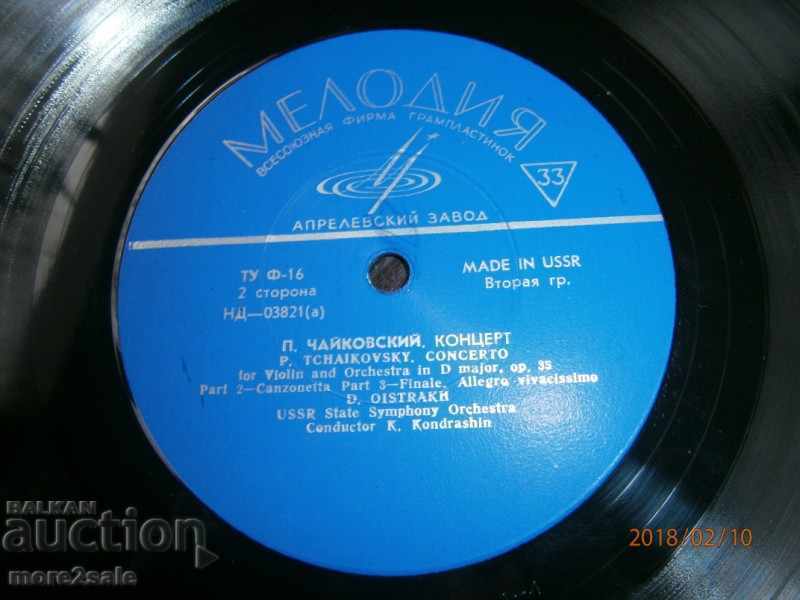 МЕЛОДИЯ
ВСЕСОЮЗНАЯ ФИРМА ГРАМПЛАСТИНОК
33
АПРЕЛЕВСКИЙ ЗАВОД
ТУ Ф-16
2 сторона
НД—03821(а)
MADE IN USSR
Вторая гр.
П. ЧАЙКОВСКИЙ, КОНЦЕРТ
P. TCHAIKOVSKY, CONCERTO
for Violin and Orchestra in D major, op. 35
Part 2—Canzonetta Part 3—Finale. Allegro vivacissimo
D. OISTRAKH
USSR State Symphony Orchestra
Conductor K. Kondrashin
BALKAN
auction
more2sale
2018/02/10